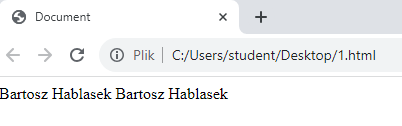 Document
Plik C:/Users/student/Desktop/1.html
Bartosz Hablasek Bartosz Hablasek